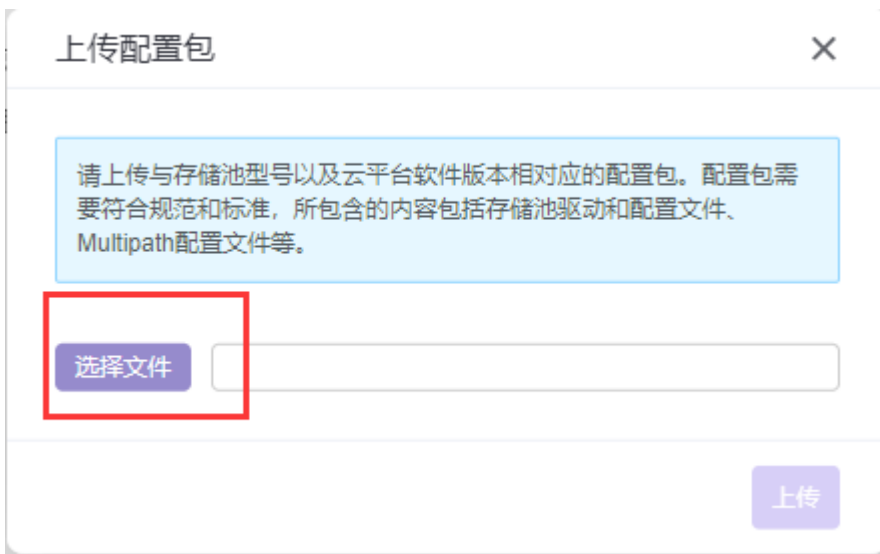 上传配置包
请上传与存储池型号以及云平台软件版本相对应的配置包。配置包需
要符合规范和标准，所包含的内容包括存储池驱动和配置文件、
Multipath配置文件等。
选择文件
上传